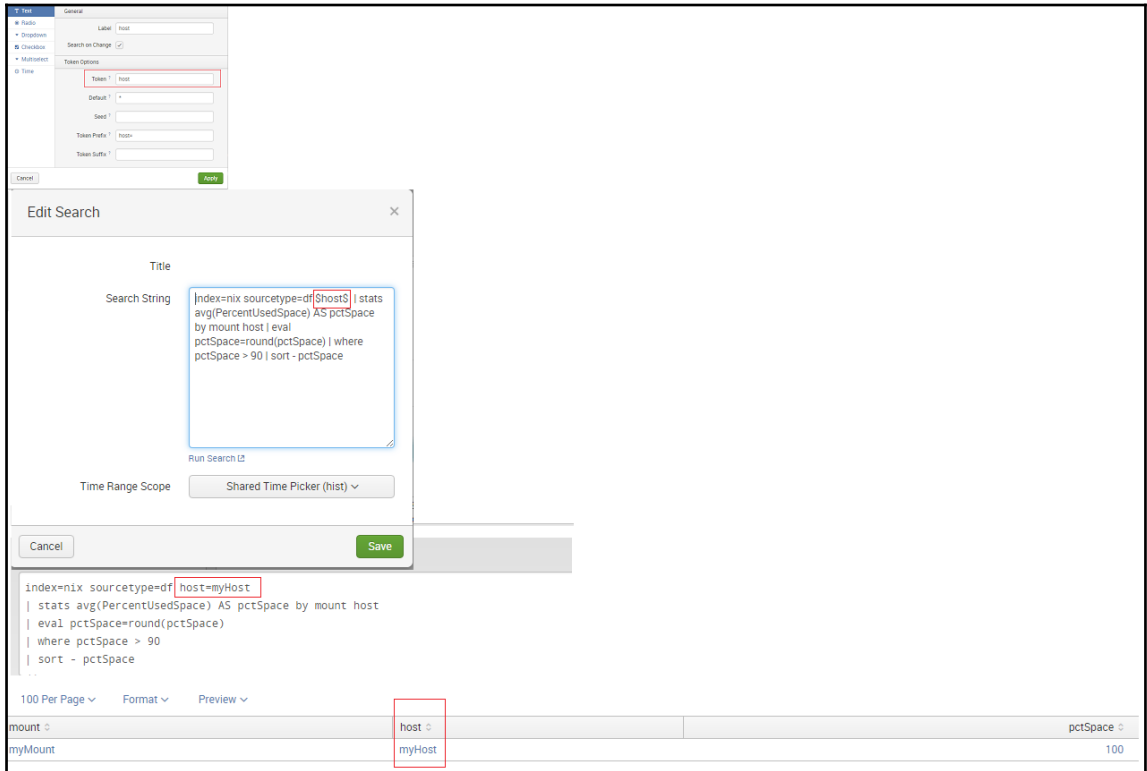 Text
General
Radio
Label host
Dropdown
Checkbox
Search on Change
Multiselect
Token Options
Time
Token ? host
Default ? *
Seed ?
Token Prefix ? host=
Token Suffix ?
Cancel
Apply
Edit Search ×
Title
Search String
index=nix sourcetype=df $host$ | stats
avg(PercentUsedSpace) AS pctSpace
by mount host | eval
pctSpace=round(pctSpace) | where
pctSpace > 90 | sort - pctSpace
Run Search
Time Range Scope
Shared Time Picker (hist)
Cancel
Save
index=nix sourcetype=df host=myHost
| stats avg(PercentUsedSpace) AS pctSpace by mount host
| eval pctSpace=round(pctSpace)
| where pctSpace > 90
| sort - pctSpace
100 Per Page Format Preview
mount host pctSpace
myMount myHost 100